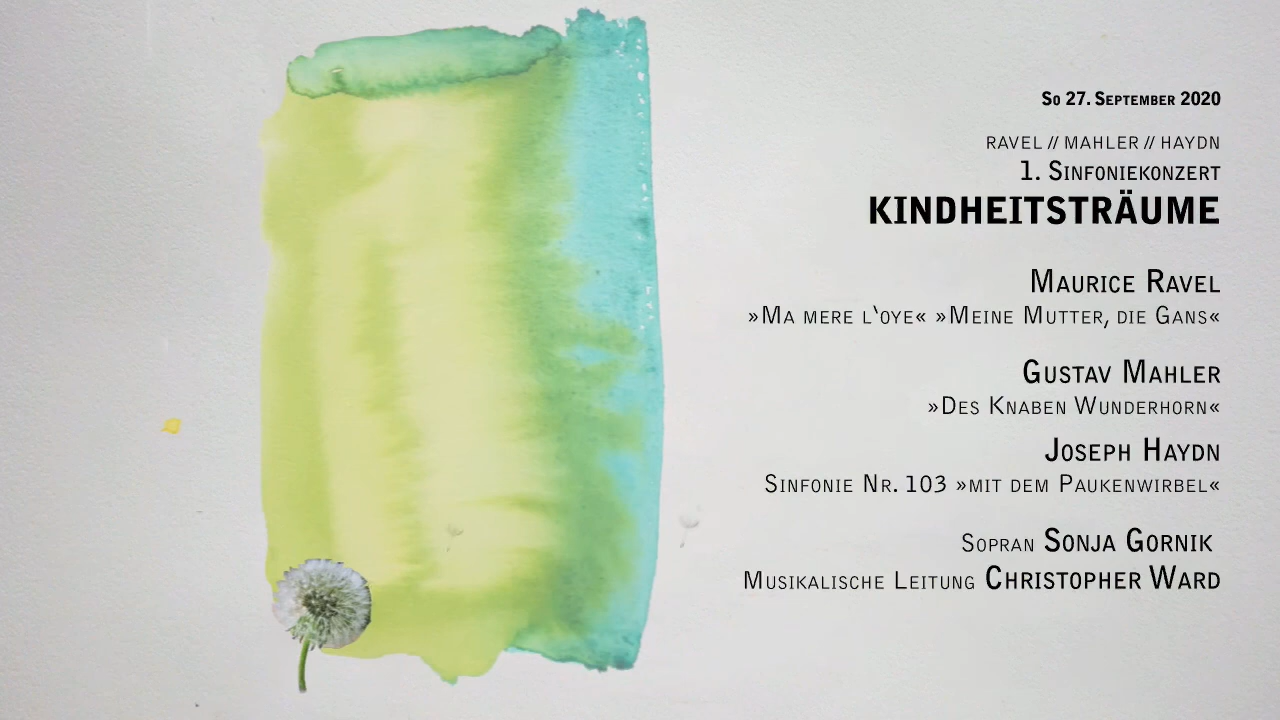 So 27. September 2020
RAVEL // MAHLER // HAYDN
1. Sinfoniekonzert
KINDHEITSTRÄUME
Maurice Ravel
»Ma mere l‵oye« »Meine Mutter, die Gans«
Gustav Mahler
»Des Knaben Wunderhorn«
Joseph Haydn
Sinfonie Nr. 103 »mit dem Paukenwirbel«
Sopran Sonja Gornik
Musikalische Leitung Christopher Ward